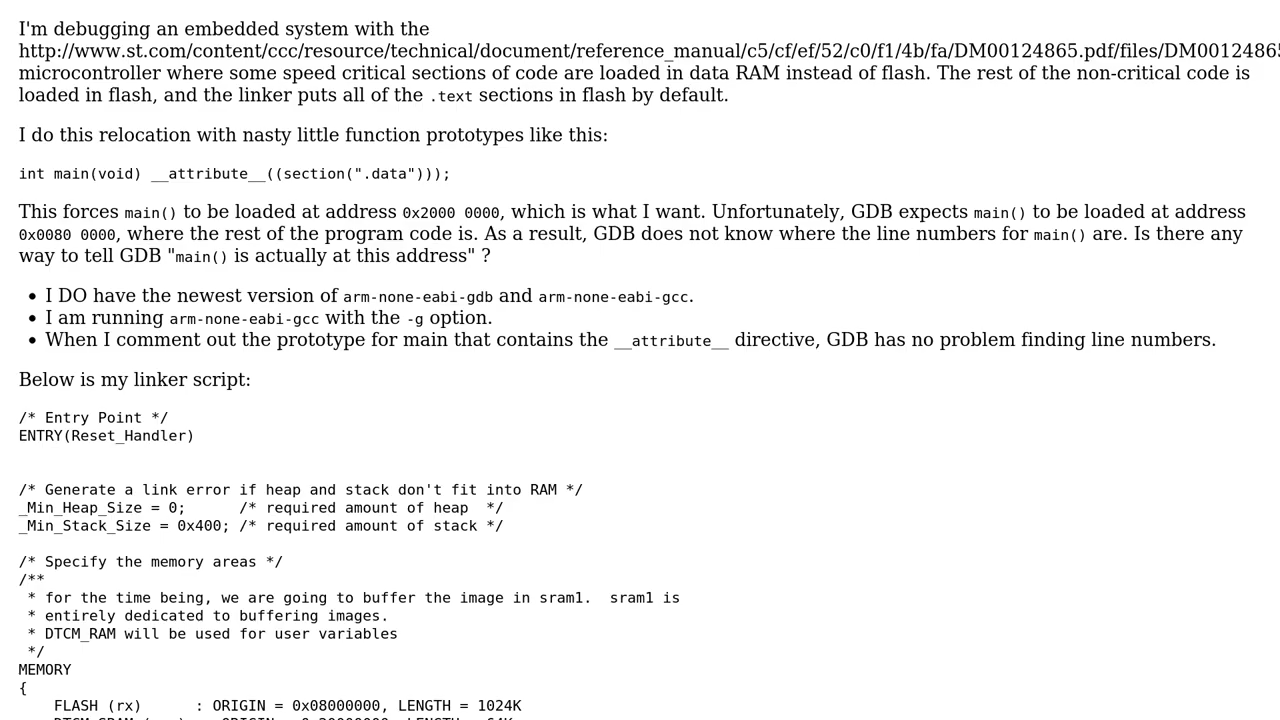 I'm debugging an embedded system with the
http://www.st.com/content/ccc/resource/technical/document/reference_manual/c5/cf/ef/52/c0/f1/4b/fa/DM00124865.pdf/files/DM00124865
microcontroller where some speed critical sections of code are loaded in data RAM instead of flash. The rest of the non-critical code is
loaded in flash, and the linker puts all of the .text sections in flash by default.
I do this relocation with nasty little function prototypes like this:
int main(void) __attribute__((section(".data")));
This forces main() to be loaded at address 0x2000 0000, which is what I want. Unfortunately, GDB expects main() to be loaded at address
0x0080 0000, where the rest of the program code is. As a result, GDB does not know where the line numbers for main() are. Is there any
way to tell GDB "main() is actually at this address" ?
• I DO have the newest version of arm-none-eabi-gdb and arm-none-eabi-gcc.
• I am running arm-none-eabi-gcc with the -g option.
• When I comment out the prototype for main that contains the __attribute__ directive, GDB has no problem finding line numbers.
Below is my linker script:
/* Entry Point */
ENTRY(Reset_Handler)
/* Generate a link error if heap and stack don't fit into RAM */
_Min_Heap_Size = 0;      /* required amount of heap  */
_Min_Stack_Size = 0x400; /* required amount of stack */
/* Specify the memory areas */
/**
 * for the time being, we are going to buffer the image in sram1.  sram1 is
 * entirely dedicated to buffering images.
 * DTCM_RAM will be used for user variables
 */
MEMORY
{
    FLASH (rx)      : ORIGIN = 0x08000000, LENGTH = 1024K